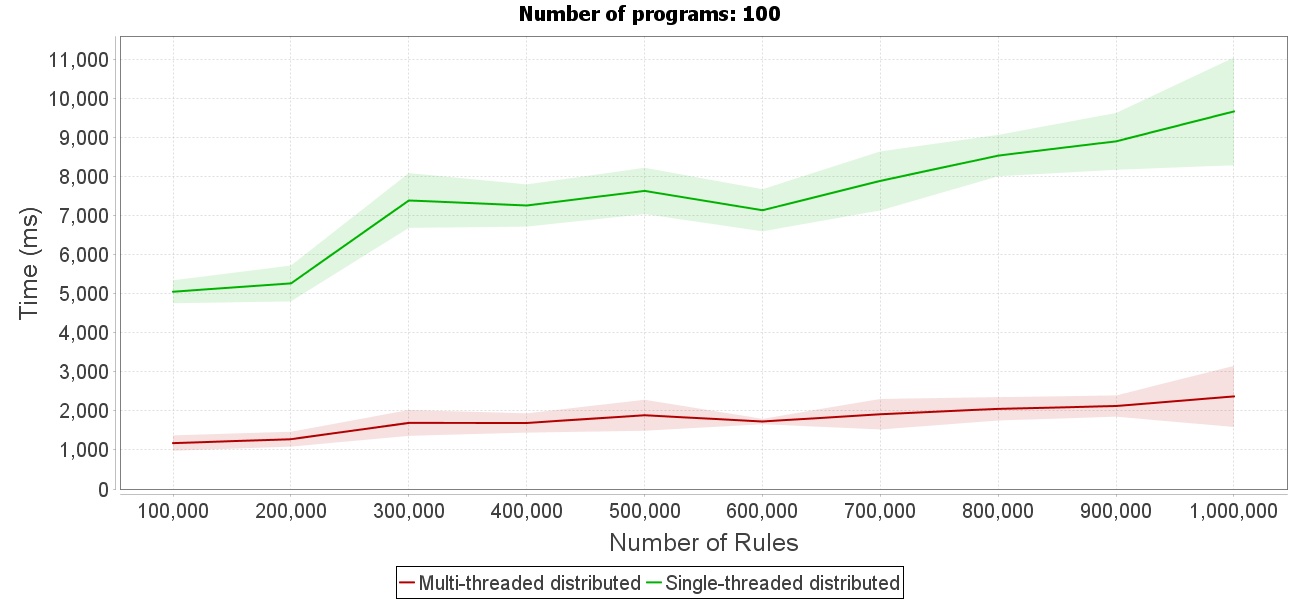 Number of programs: 100
11,000
10,000
9,000
8,000
7,000
6,000
5,000
4,000
3,000
2,000
1,000
0
Time (ms)
100,000 200,000 300,000 400,000 500,000 600,000 700,000 800,000 900,000 1,000,000
Number of Rules
Multi-threaded distributed Single-threaded distributed